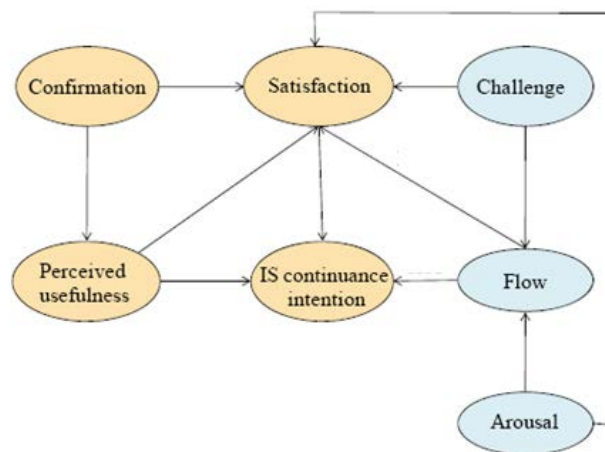 Confirmation
Satisfaction
Challenge
Perceived
usefulness
IS continuance
intention
Flow
Arousal